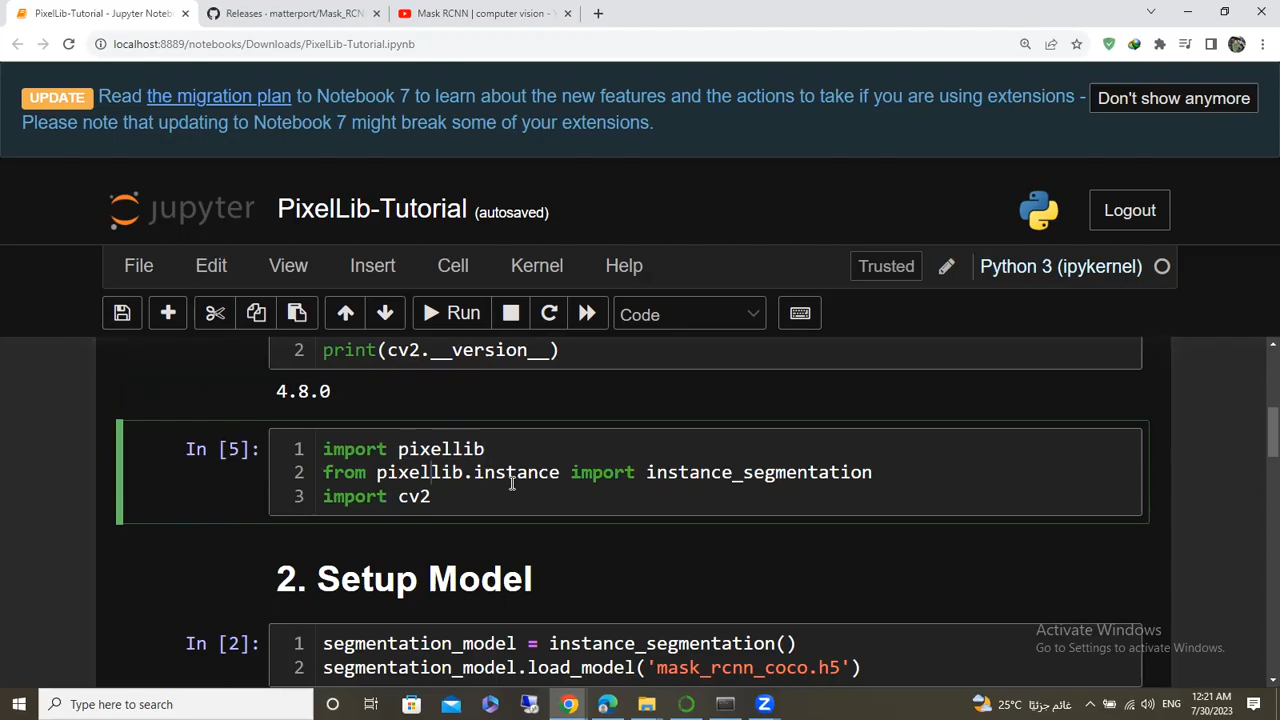 PixelLib-Tutorial - Jupyter Noteb
Releases - matterport/Mask_RCN
Mask RCNN | computer vision - Y
localhost:8889/notebooks/Downloads/PixelLib-Tutorial.ipynb
UPDATE Read the migration plan to Notebook 7 to learn about the new features and the actions to take if you are using extensions -
Please note that updating to Notebook 7 might break some of your extensions.
Don't show anymore
jupyter PixelLib-Tutorial (autosaved)
Logout
File Edit View Insert Cell Kernel Help
Trusted Python 3 (ipykernel)
Run Code
2 print(cv2.__version__)
4.8.0
In [5]: 1 import pixellib
2 from pixellib.instance import instance_segmentation
3 import cv2
2. Setup Model
In [2]: 1 segmentation_model = instance_segmentation()
2 segmentation_model.load_model('mask_rcnn_coco.h5')
Activate Windows
Go to Settings to activate Windows.
Type here to search
25°C غائم جزئيًا
ENG
12:21 AM
7/30/2023